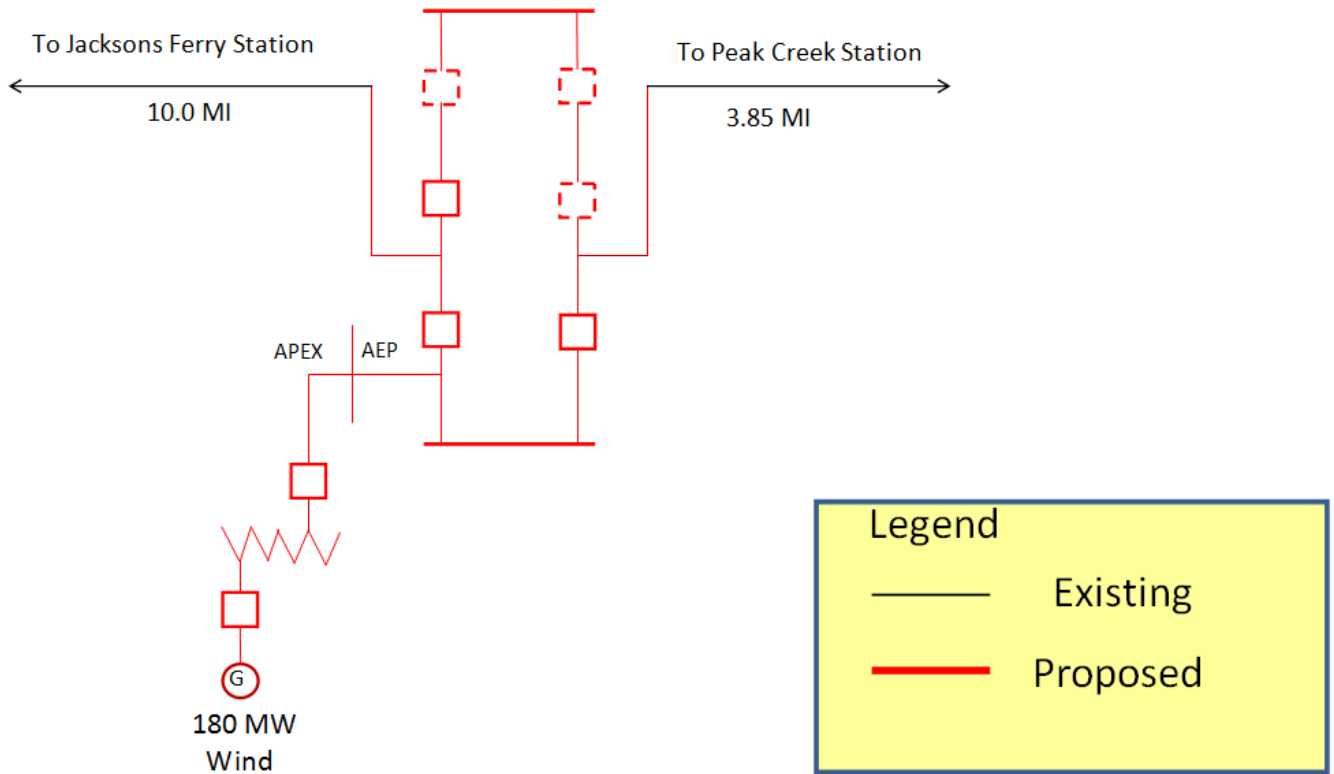 To Jacksons Ferry Station
To Peak Creek Station
10.0 MI
3.85 MI
APEX
AEP
G
180 MW
Wind
Legend
Existing
Proposed